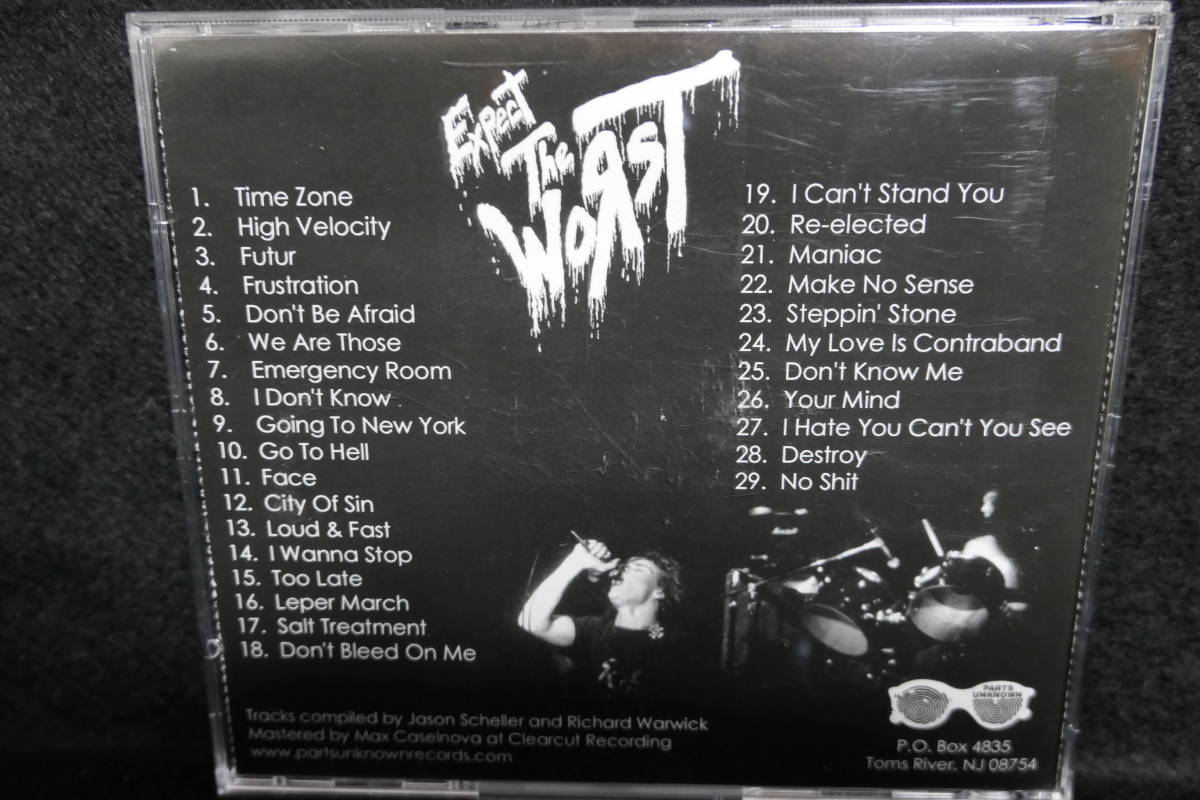 Expect
The
Worst
1. Time Zone
2. High Velocity
3. Futur
4. Frustration
5. Don't Be Afraid
6. We Are Those
7. Emergency Room
8. I Don't Know
9. Going To New York
10. Go To Hell
11. Face
12. City Of Sin
13. Loud & Fast
14. I Wanna Stop
15. Too Late
16. Leper March
17. Salt Treatment
18. Don't Bleed On Me
19. I Can't Stand You
20. Re-elected
21. Maniac
22. Make No Sense
23. Steppin' Stone
24. My Love Is Contraband
25. Don't Know Me
26. Your Mind
27. I Hate You Can't You See
28. Destroy
29. No Shit
Tracks compiled by Jason Scheller and Richard Warwick
Mastered by Max Caselnova at Clearcut Recording
www.partsunknownrecords.com
PARTS
UNKNOWN
P.O. Box 4835
Toms River, NJ 08754